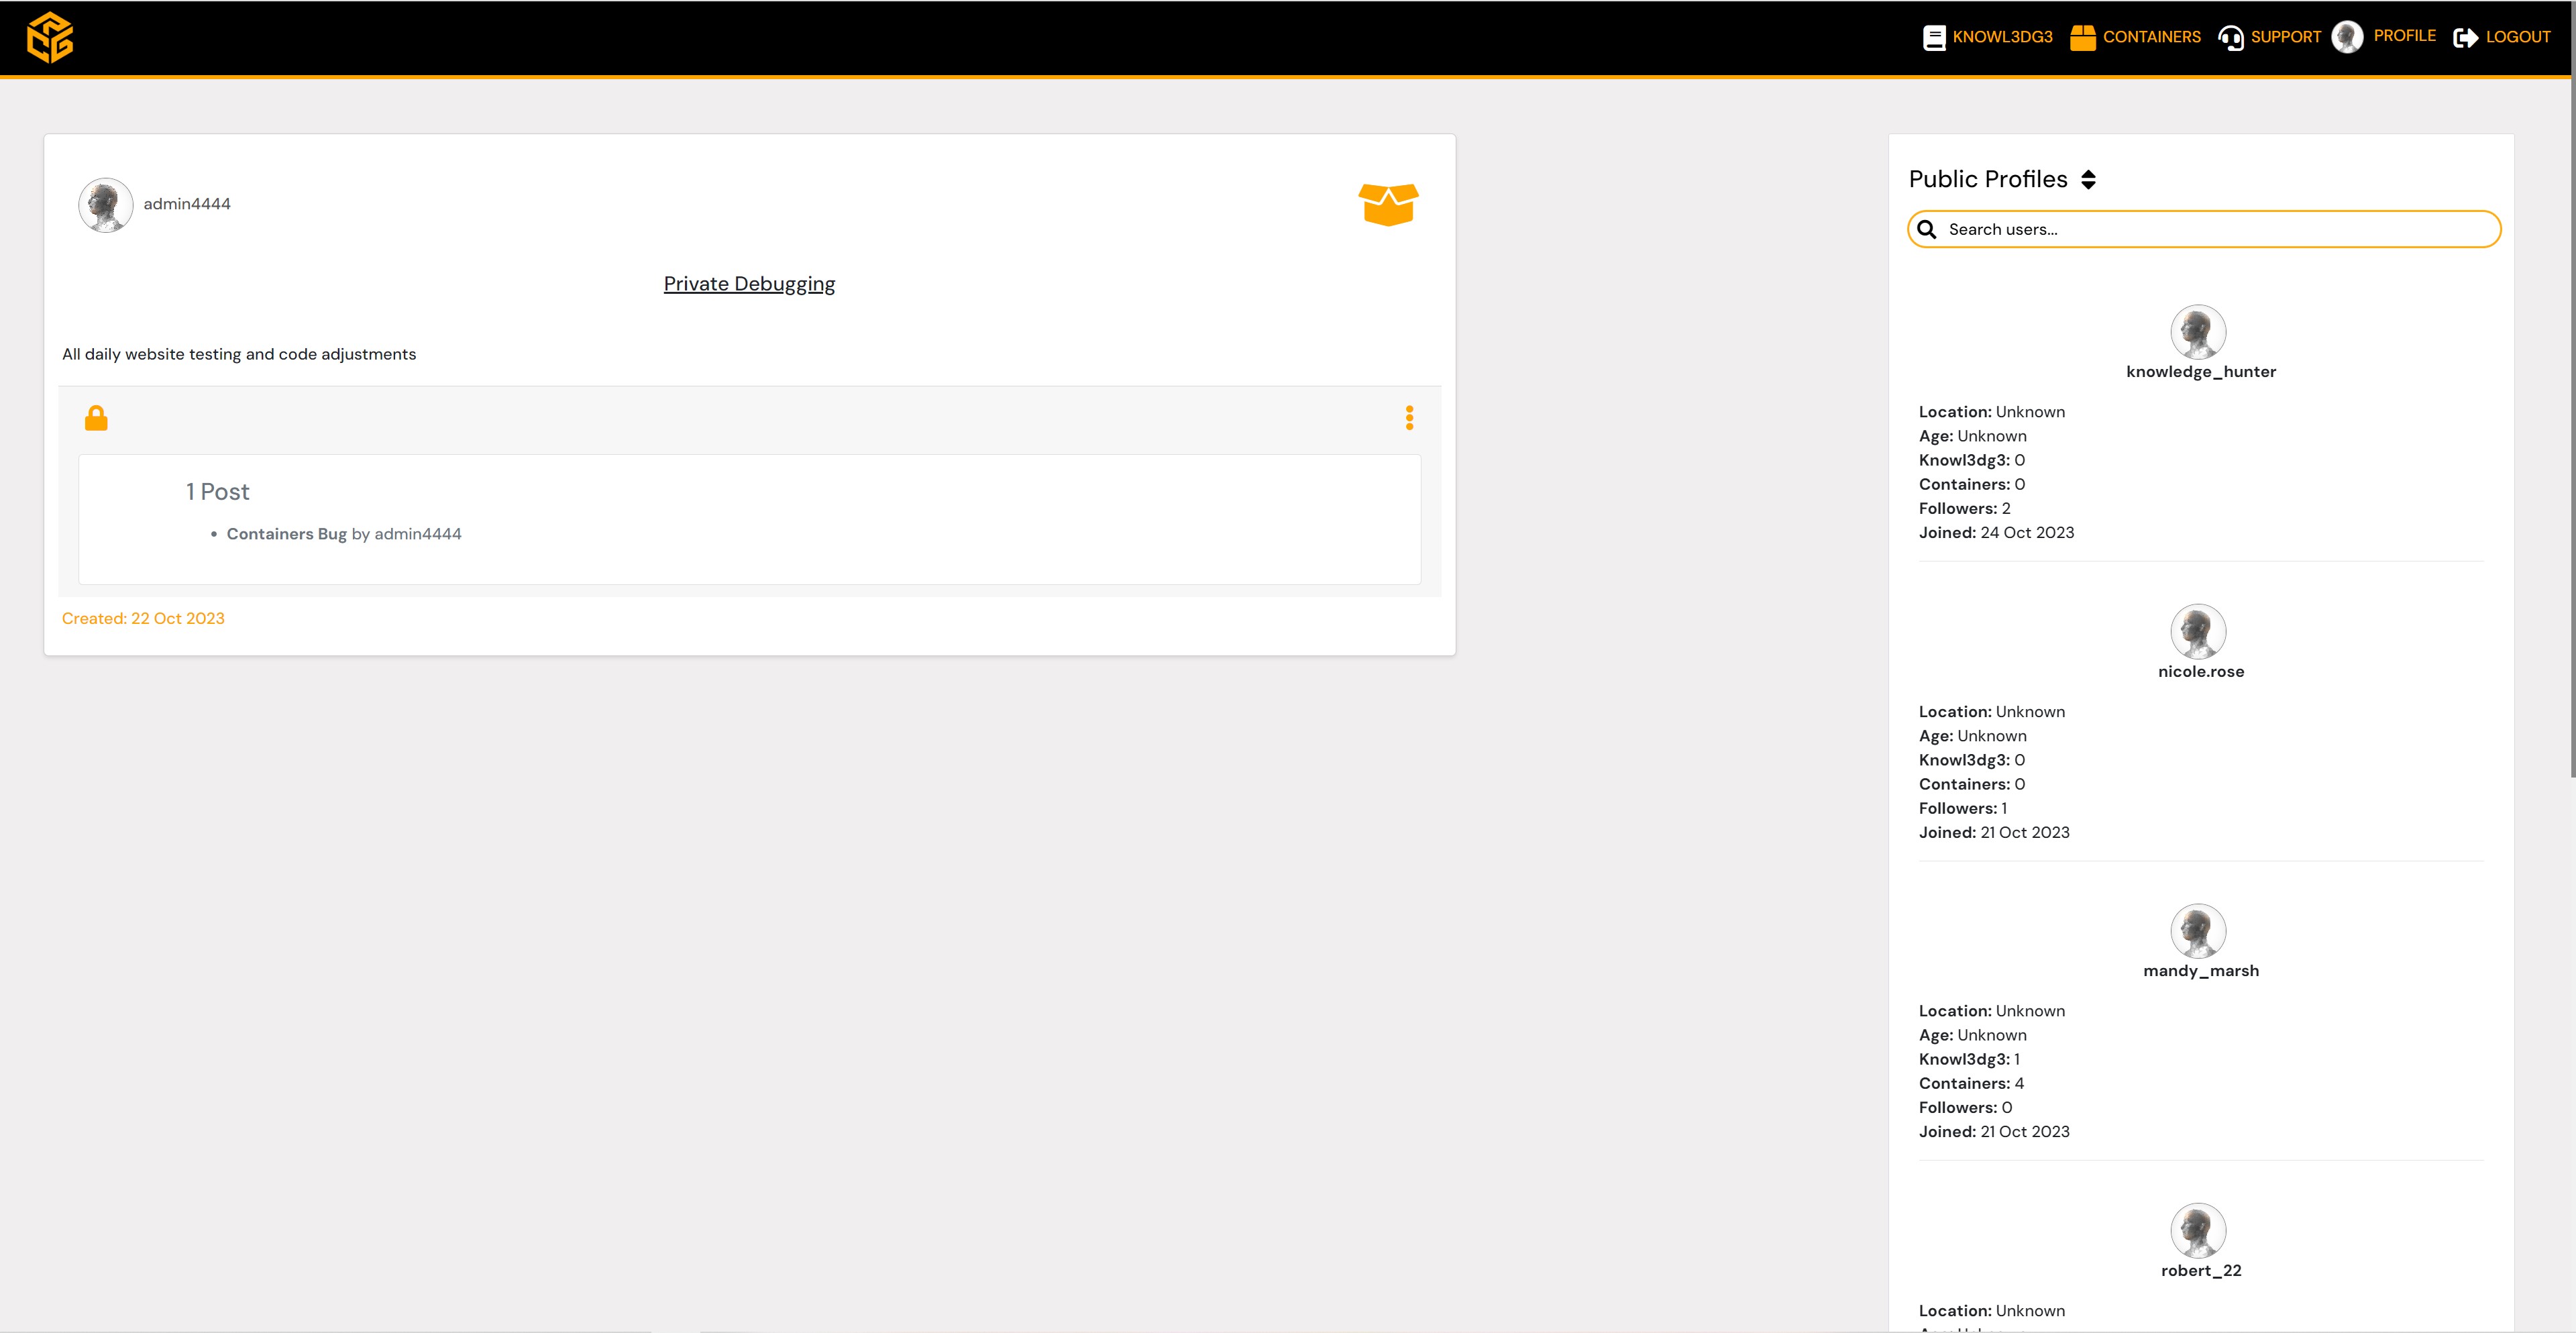 KNOWL3DG3 CONTAINERS SUPPORT PROFILE LOGOUT
admin4444
Private Debugging
All daily website testing and code adjustments
1 Post
• Containers Bug by admin4444
Created: 22 Oct 2023
Public Profiles
Search users...
knowledge_hunter
Location: Unknown
Age: Unknown
Knowl3dg3: 0
Containers: 0
Followers: 2
Joined: 24 Oct 2023
nicole.rose
Location: Unknown
Age: Unknown
Knowl3dg3: 0
Containers: 0
Followers: 1
Joined: 21 Oct 2023
mandy_marsh
Location: Unknown
Age: Unknown
Knowl3dg3: 1
Containers: 4
Followers: 0
Joined: 21 Oct 2023
robert_22
Location: Unknown